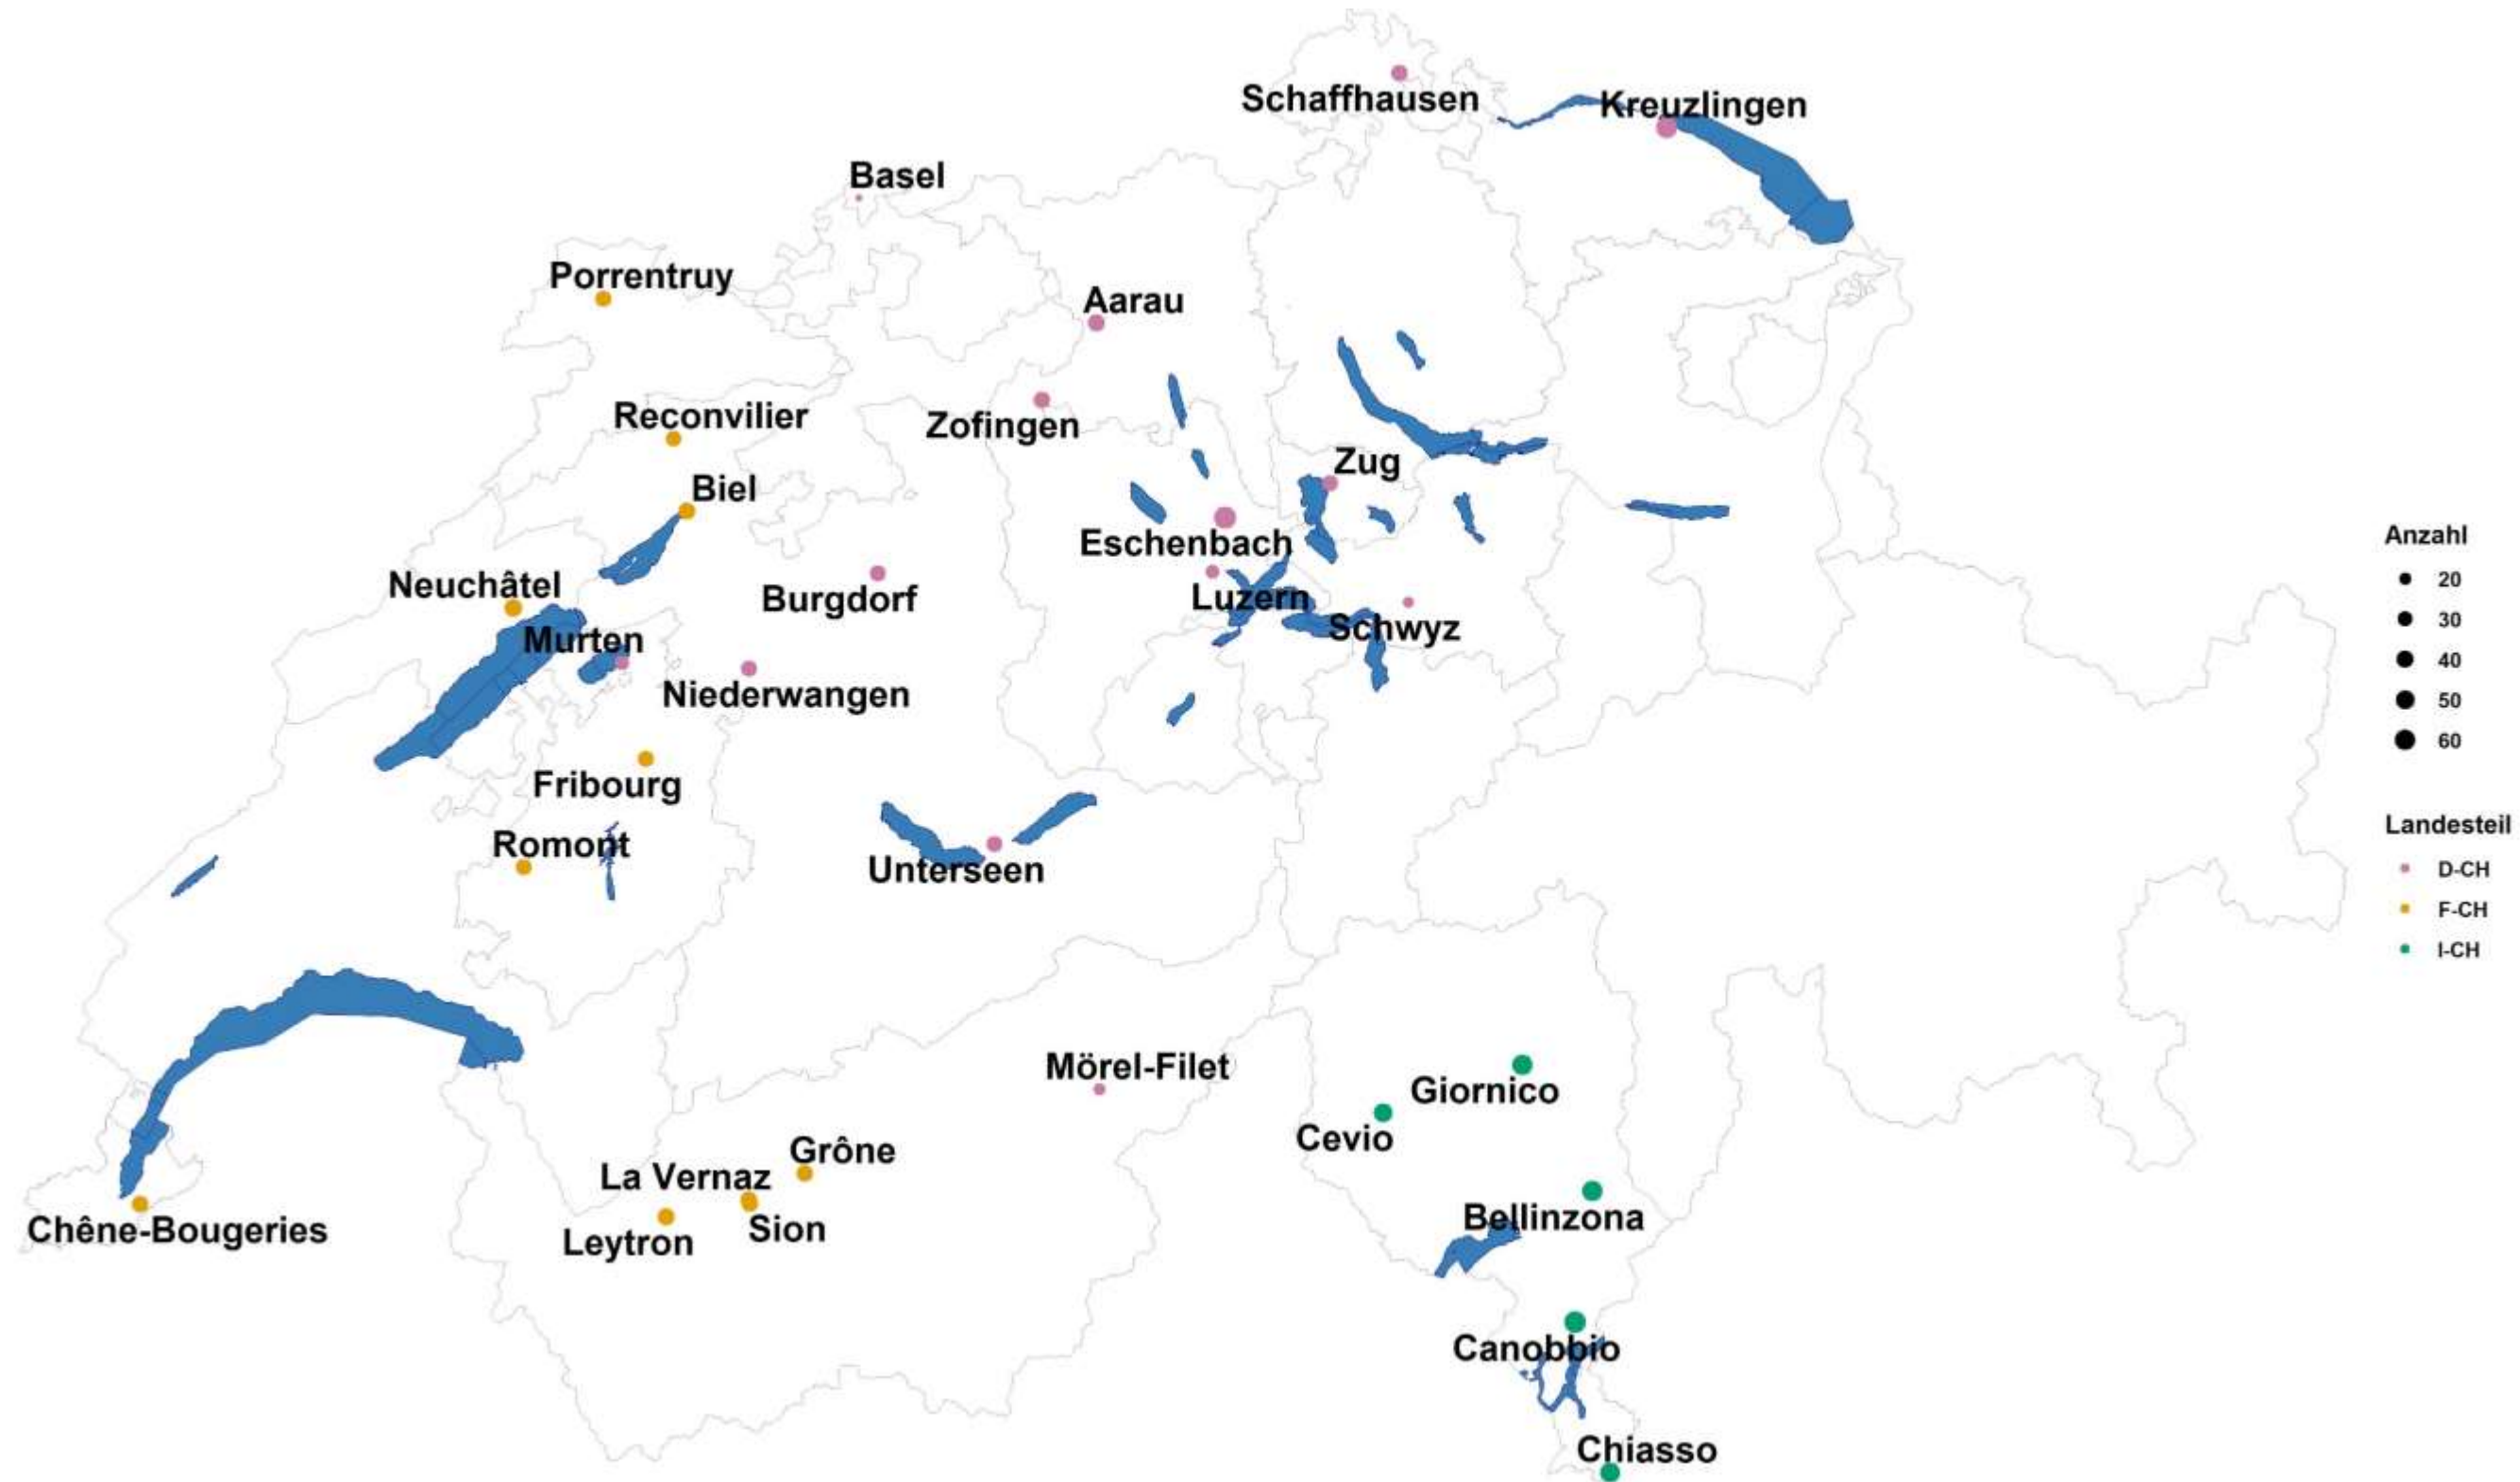 Schaffhausen
Kreuzlingen
Basel
Porrentruy
Aarau
Reconvilier
Zofingen
Zug
Biel
Eschenbach
Neuchâtel
Burgdorf
Luzern
Murten
Schwyz
Niederwangen
Fribourg
Romont
Unterseen
Mörel-Filet
Giornico
Cevio
Grône
La Vernaz
Chêne-Bougeries
Sion
Leytron
Bellinzona
Canobbio
Chiasso
Anzahl
20
30
40
50
60
Landesteil
D-CH
F-CH
I-CH